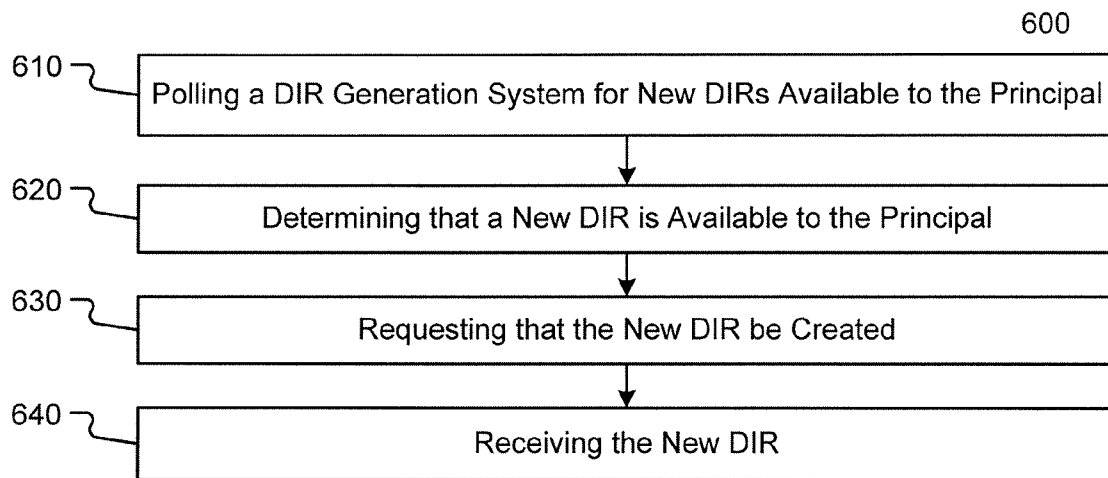 600
610
Polling a DIR Generation System for New DIRs Available to the Principal
620
Determining that a New DIR is Available to the Principal
630
Requesting that the New DIR be Created
640
Receiving the New DIR